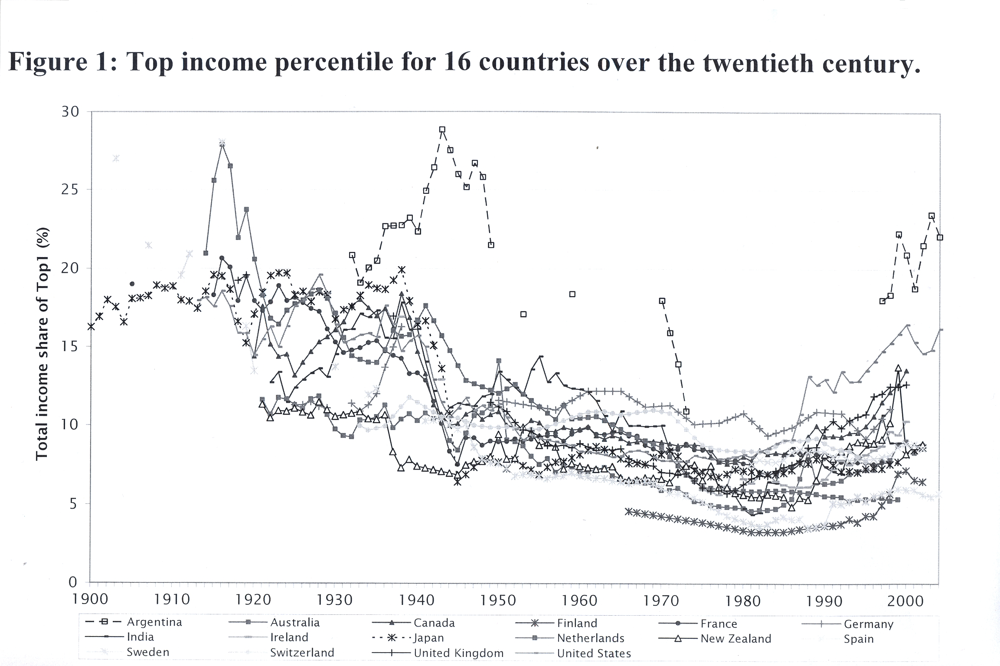 Figure 1: Top income percentile for 16 countries over the twentieth century.
Total income share of Top1 (%)
30
25
20
15
10
5
0
1900 1910 1920 1930 1940 1950 1960 1970 1980 1990 2000
Argentina Australia Canada Finland France Germany
India Ireland Japan Netherlands New Zealand Spain
Sweden Switzerland United Kingdom United States